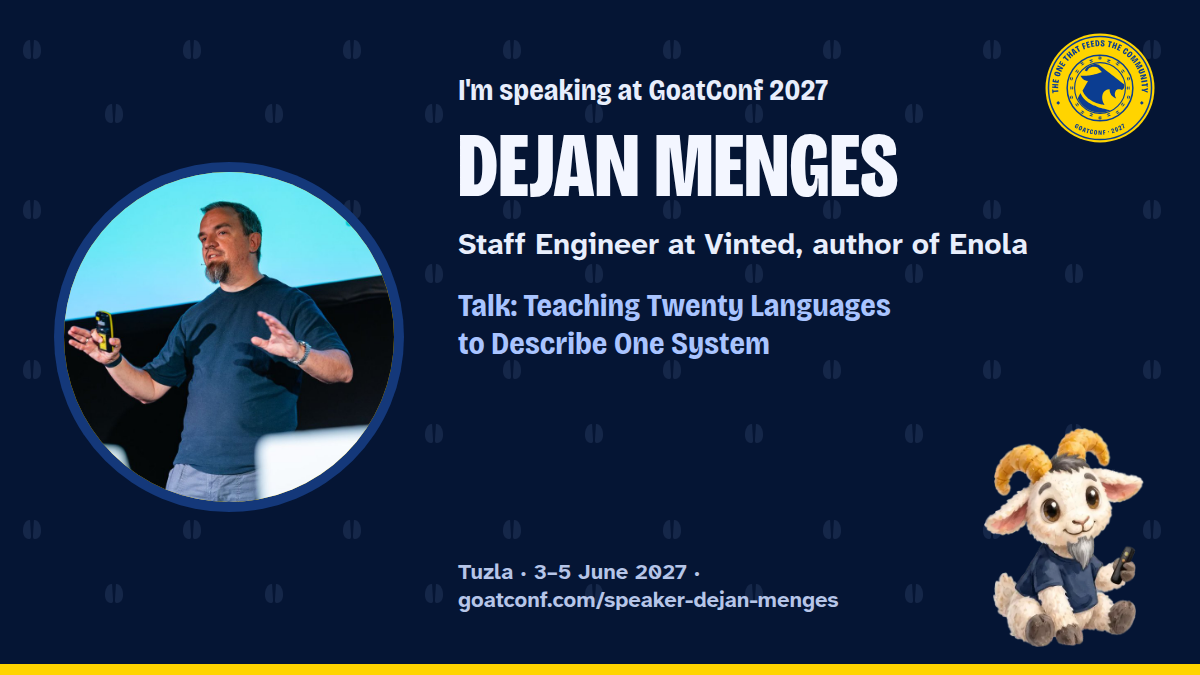 I'm speaking at GoatConf 2027
DEJAN MENGES
Staff Engineer at Vinted, author of Enola
Talk: Teaching Twenty Languages
to Describe One System
Tuzla · 3–5 June 2027 ·
goatconf.com/speaker-dejan-menges
THE ONE THAT FEEDS THE COMMUNITY
GOATCONF · 2027